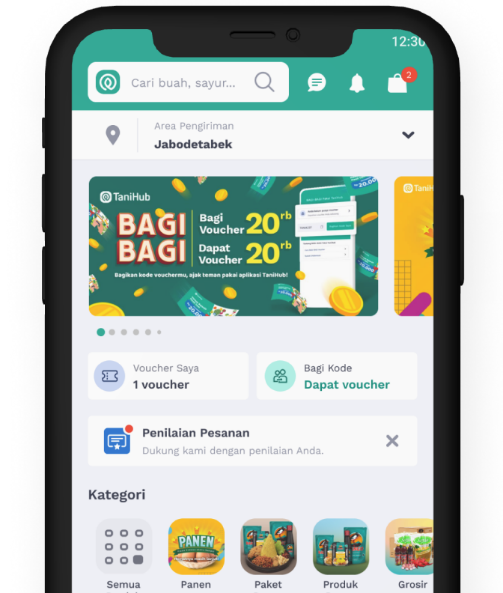 12:30
Cari buah, sayur...
2
Area Pengiriman
Jabodetabek
TaniHub
BAGI BAGI
Bagi Voucher 20rb
Dapat Voucher 20rb
Bagikan kode vouchermu, ajak teman pakai aplikasi TaniHub!
Voucher Saya
1 voucher
Bagi Kode
Dapat voucher
Penilaian Pesanan
Dukung kami dengan penilaian Anda.
Kategori
PANEN
Semua
Panen
Paket
Produk
Grosir